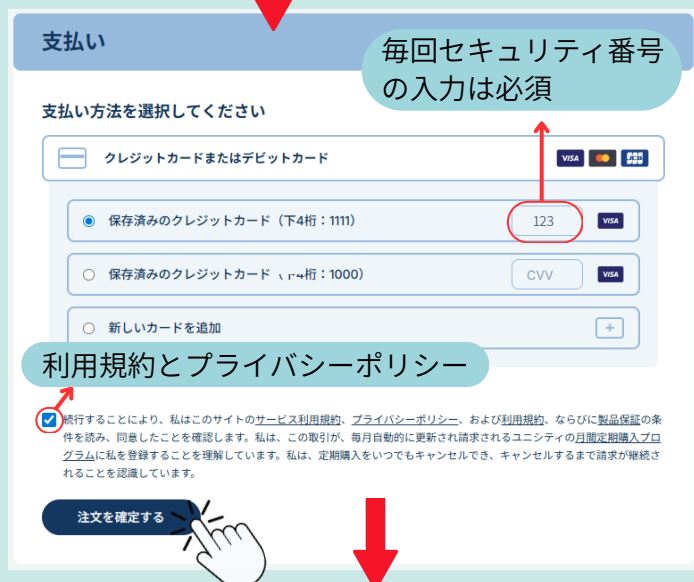 支払い
毎回セキュリティ番号
の入力は必須
支払い方法を選択してください
クレジットカードまたはデビットカード
VISA
JCB
保存済みのクレジットカード（下4桁：1111）
123
VISA
保存済みのクレジットカード（下4桁：1000）
CVV
VISA
新しいカードを追加
+
利用規約とプライバシーポリシー
続行することにより、私はこのサイトのサービス利用規約、プライバシーポリシー、および利用規約、ならびに製品保証の条
件を読み、同意したことを確認します。私は、この取引が、毎月自動的に更新され請求されるユニシティの月間定期購入プロ
グラムに私を登録することを理解しています。私は、定期購入をいつでもキャンセルでき、キャンセルするまで請求が継続さ
れることを認識しています。
注文を確定する